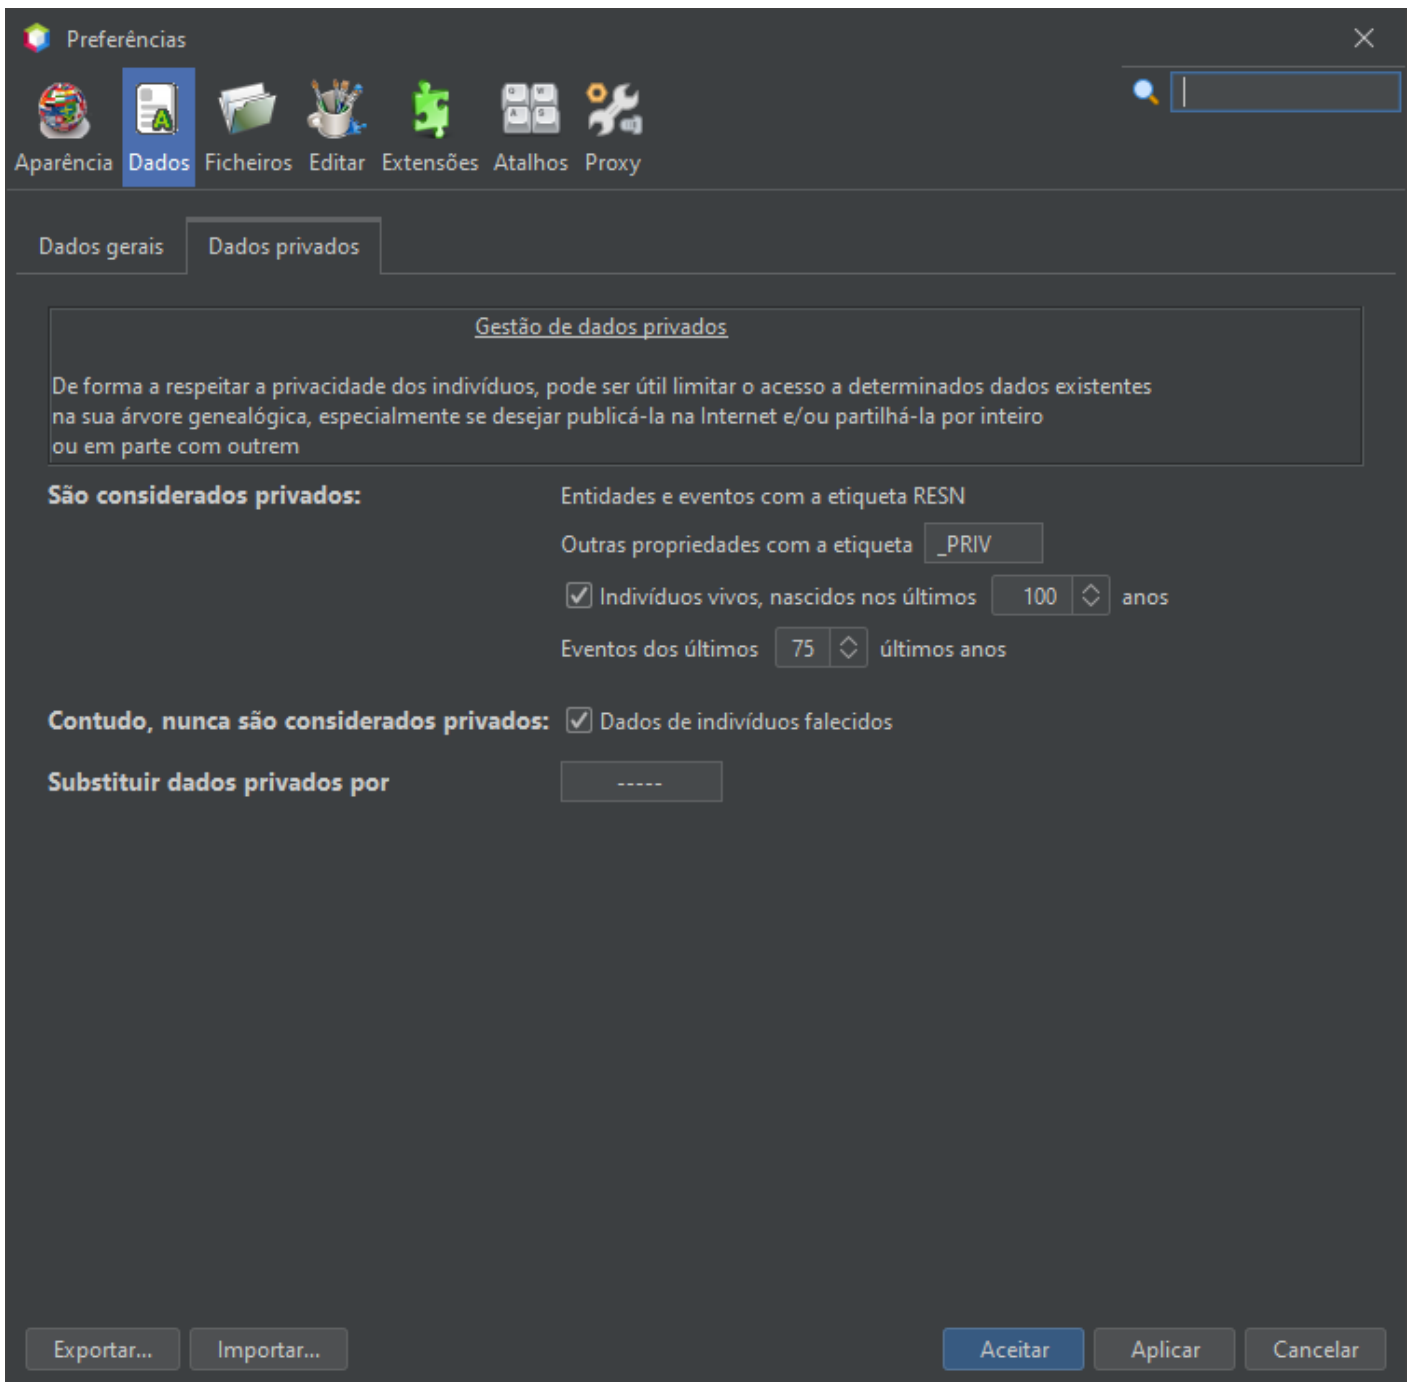 Preferências
Aparência Dados Ficheiros Editar Extensões Atalhos Proxy
Dados gerais Dados privados
Gestão de dados privados
De forma a respeitar a privacidade dos indivíduos, pode ser útil limitar o acesso a determinados dados existentes
na sua árvore genealógica, especialmente se desejar publicá-la na Internet e/ou partilhá-la por inteiro
ou em parte com outrem
São considerados privados: Entidades e eventos com a etiqueta RESN
Outras propriedades com a etiqueta _PRIV
Indivíduos vivos, nascidos nos últimos 100 anos
Eventos dos últimos 75 últimos anos
Contudo, nunca são considerados privados: Dados de indivíduos falecidos
Substituir dados privados por -----
Exportar... Importar... Aceitar Aplicar Cancelar